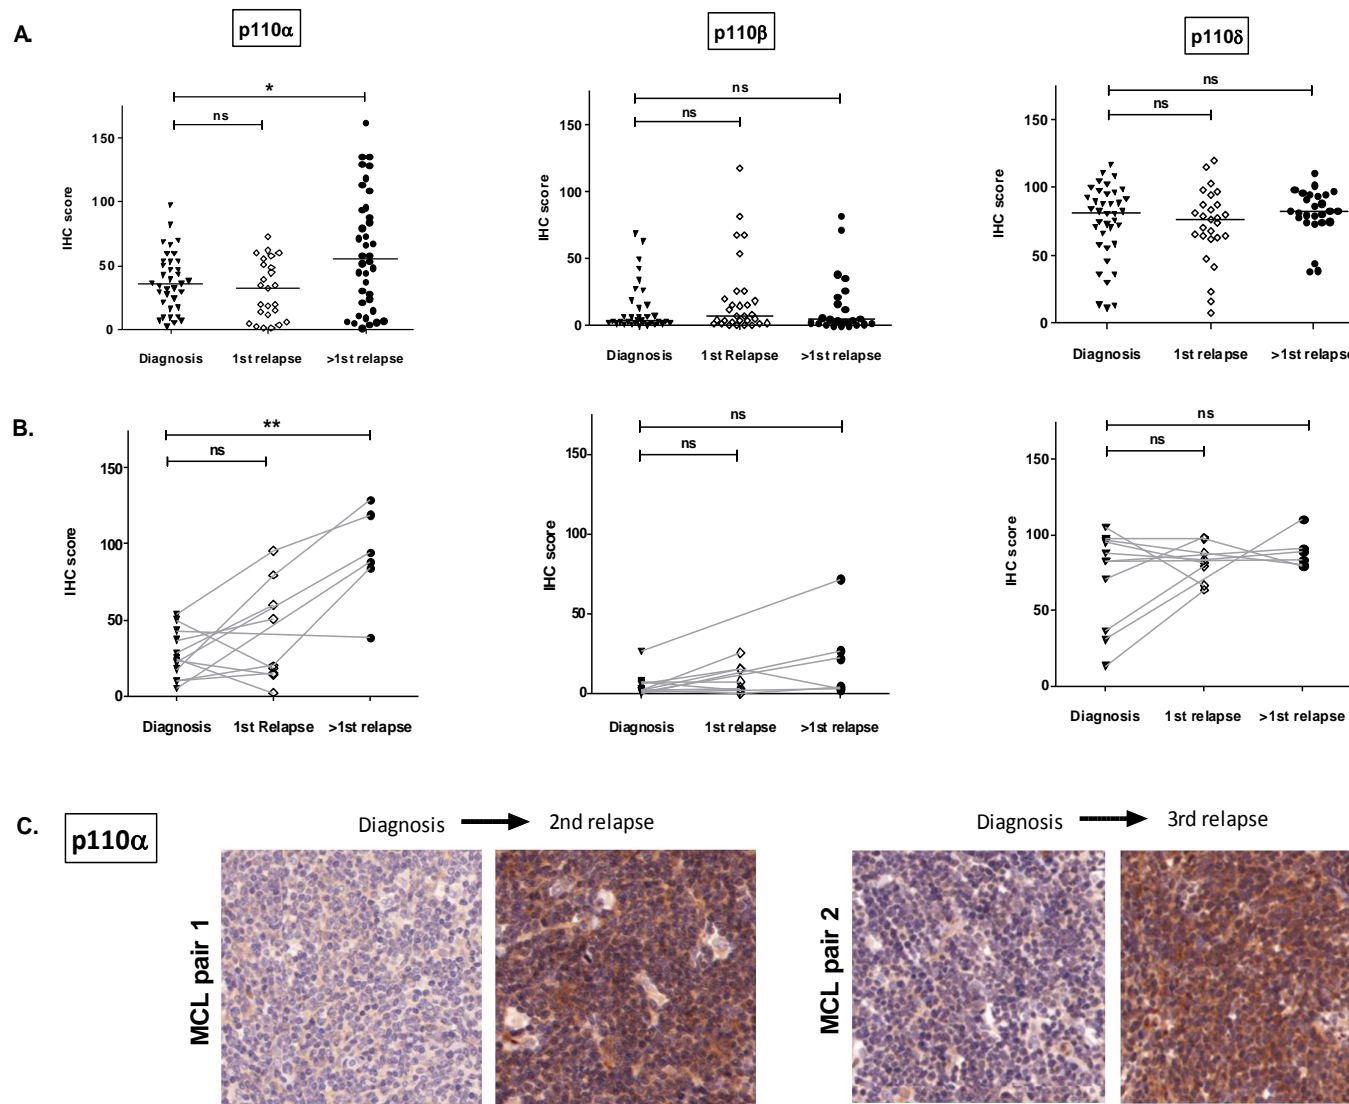 A.
p110α
p110β
p110δ
*
ns
IHC score
150
100
50
0
Diagnosis
1st relapse
>1st relapse
ns
ns
IHC score
150
100
50
0
Diagnosis
1st Relapse
>1st relapse
ns
ns
IHC score
150
100
50
0
Diagnosis
1st relapse
>1st relapse
B.
**
ns
IHC score
150
100
50
0
Diagnosis
1st Relapse
>1st relapse
ns
ns
IHC score
150
100
50
0
Diagnosis
1st relapse
>1st relapse
ns
ns
IHC score
150
100
50
0
Diagnosis
1st relapse
>1st relapse
C.
p110α
Diagnosis
2nd relapse
Diagnosis
3rd relapse
MCL pair 1
MCL pair 2